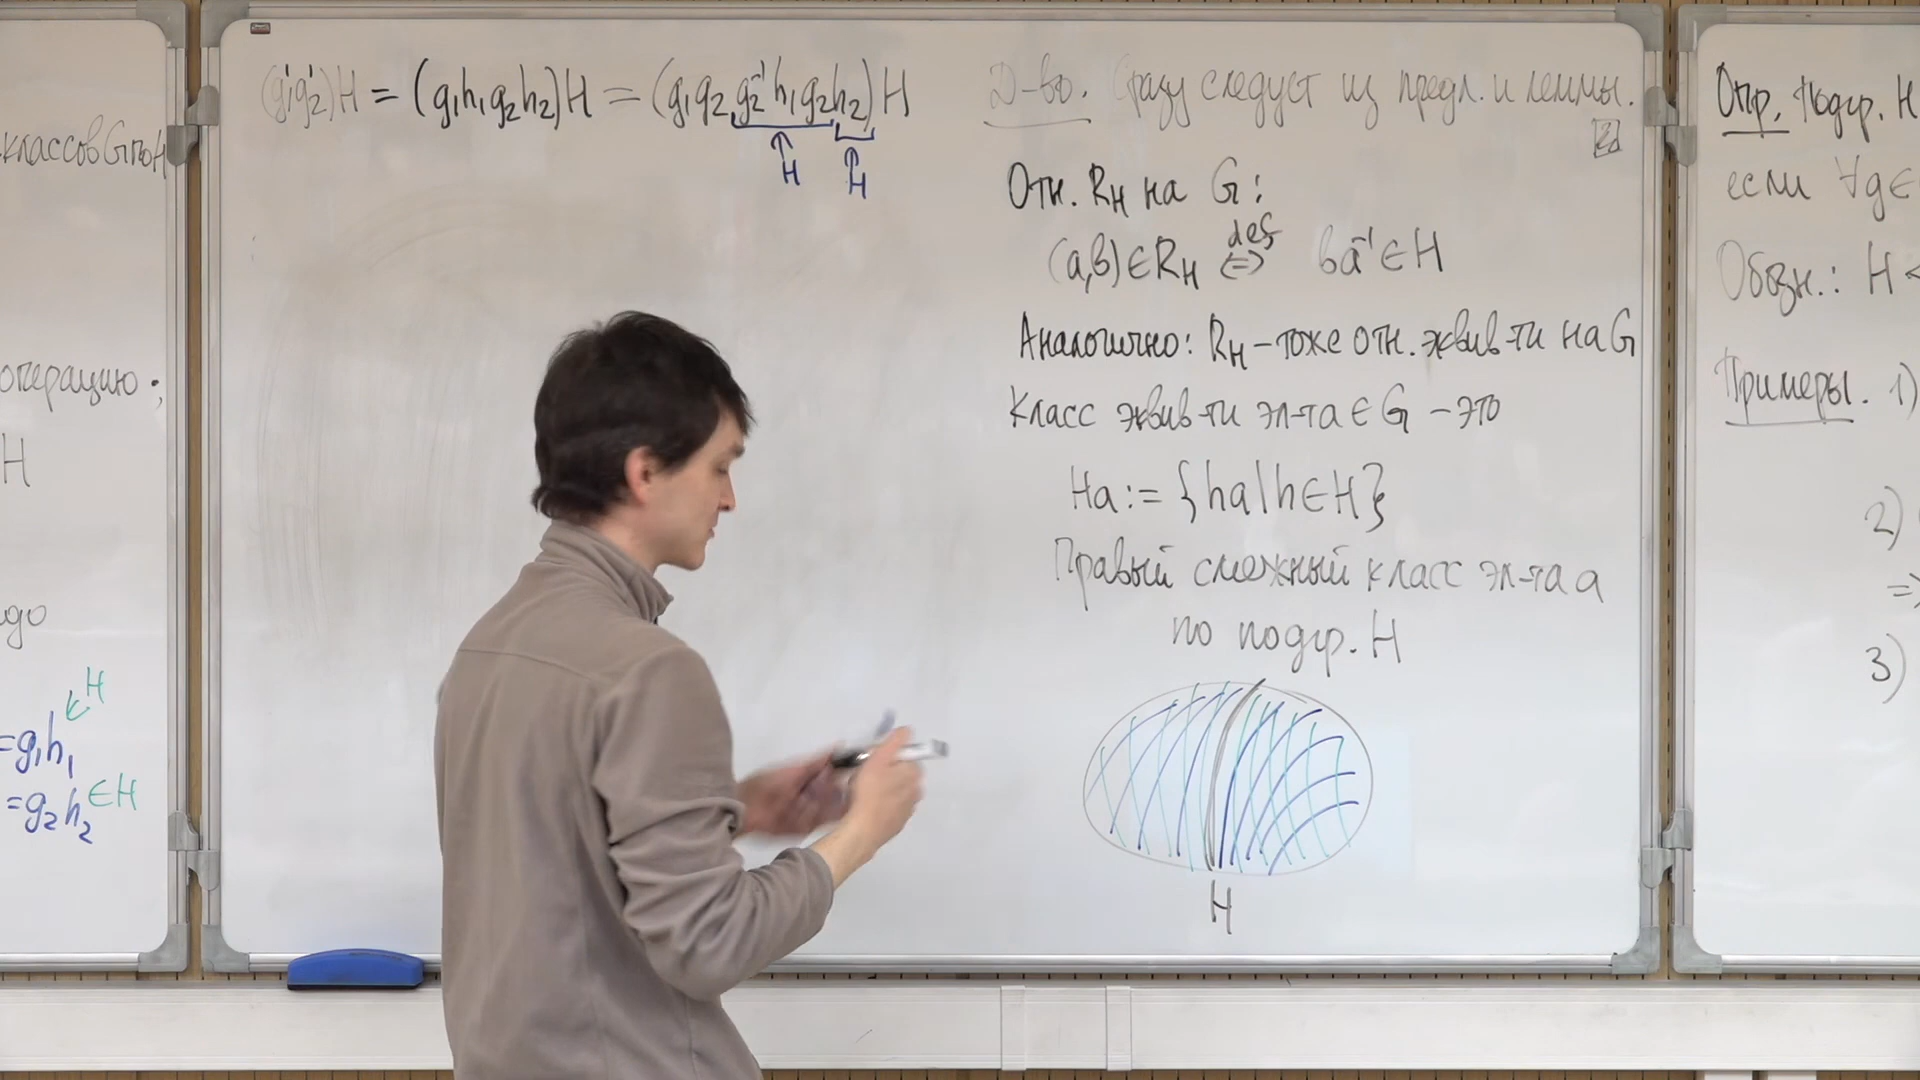 классов G по H
операцию;
H
H
=g₁h₁
=g₂h₂ ∈H
(g₁'g₂')H = (g₁h₁g₂h₂)H = (g₁g₂g₂⁻¹h₁g₂h₂)H
H H
Д-во. Сразу следует из предл. и леммы.
Отн. R_H на G:
(a,b)∈R_H ⇔ def ba⁻¹∈H
Аналогично: R_H – тоже отн. эквив-ти на G
Класс эквив-ти эл-та a∈G – это
Ha := {ha | h∈H}
Правый смежный класс эл-та a
по подгр. H
H
Опр. Подгр. H
если ∀g∈
Обозн.: H
Примеры. 1)
2)
=>
3)